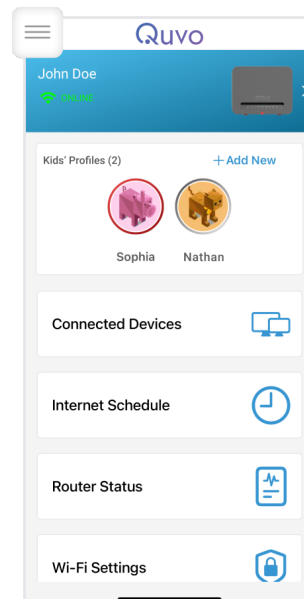 Quvo
John Doe
ONLINE
Kids' Profiles (2)
+Add New
Sophia
Nathan
Connected Devices
Internet Schedule
Router Status
Wi-Fi Settings